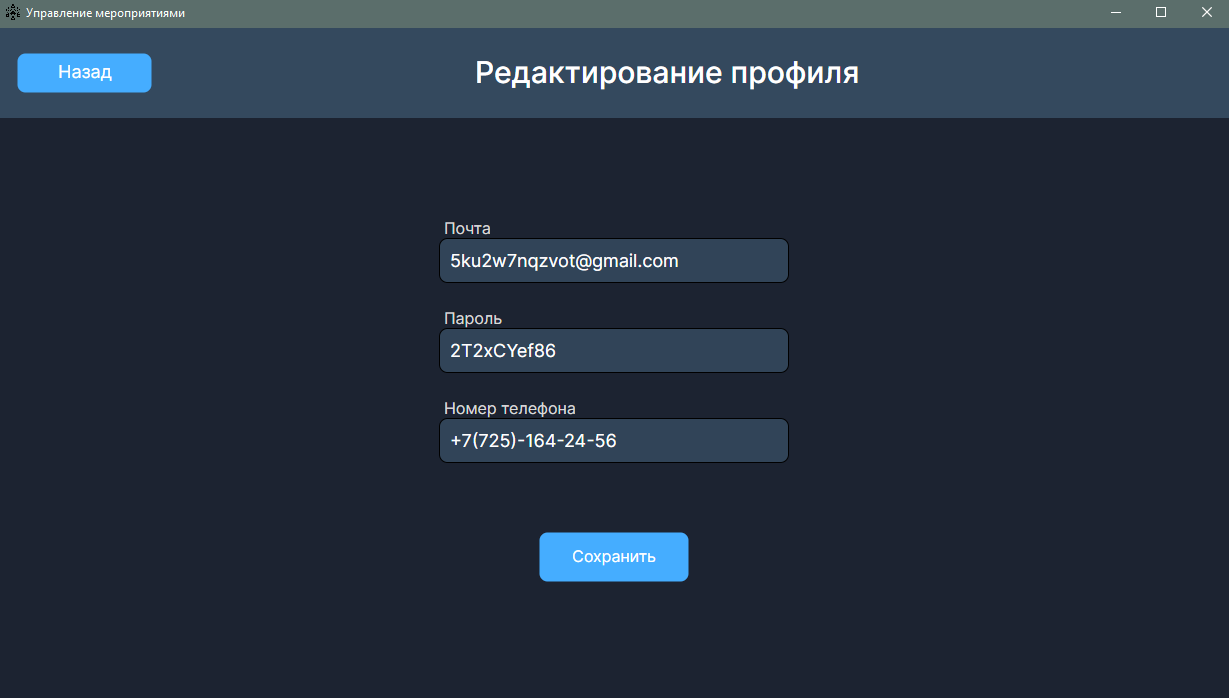 Управление мероприятиями
Назад
Редактирование профиля
Почта
5ku2w7nqzvot@gmail.com
Пароль
2T2xCYef86
Номер телефона
+7(725)-164-24-56
Сохранить